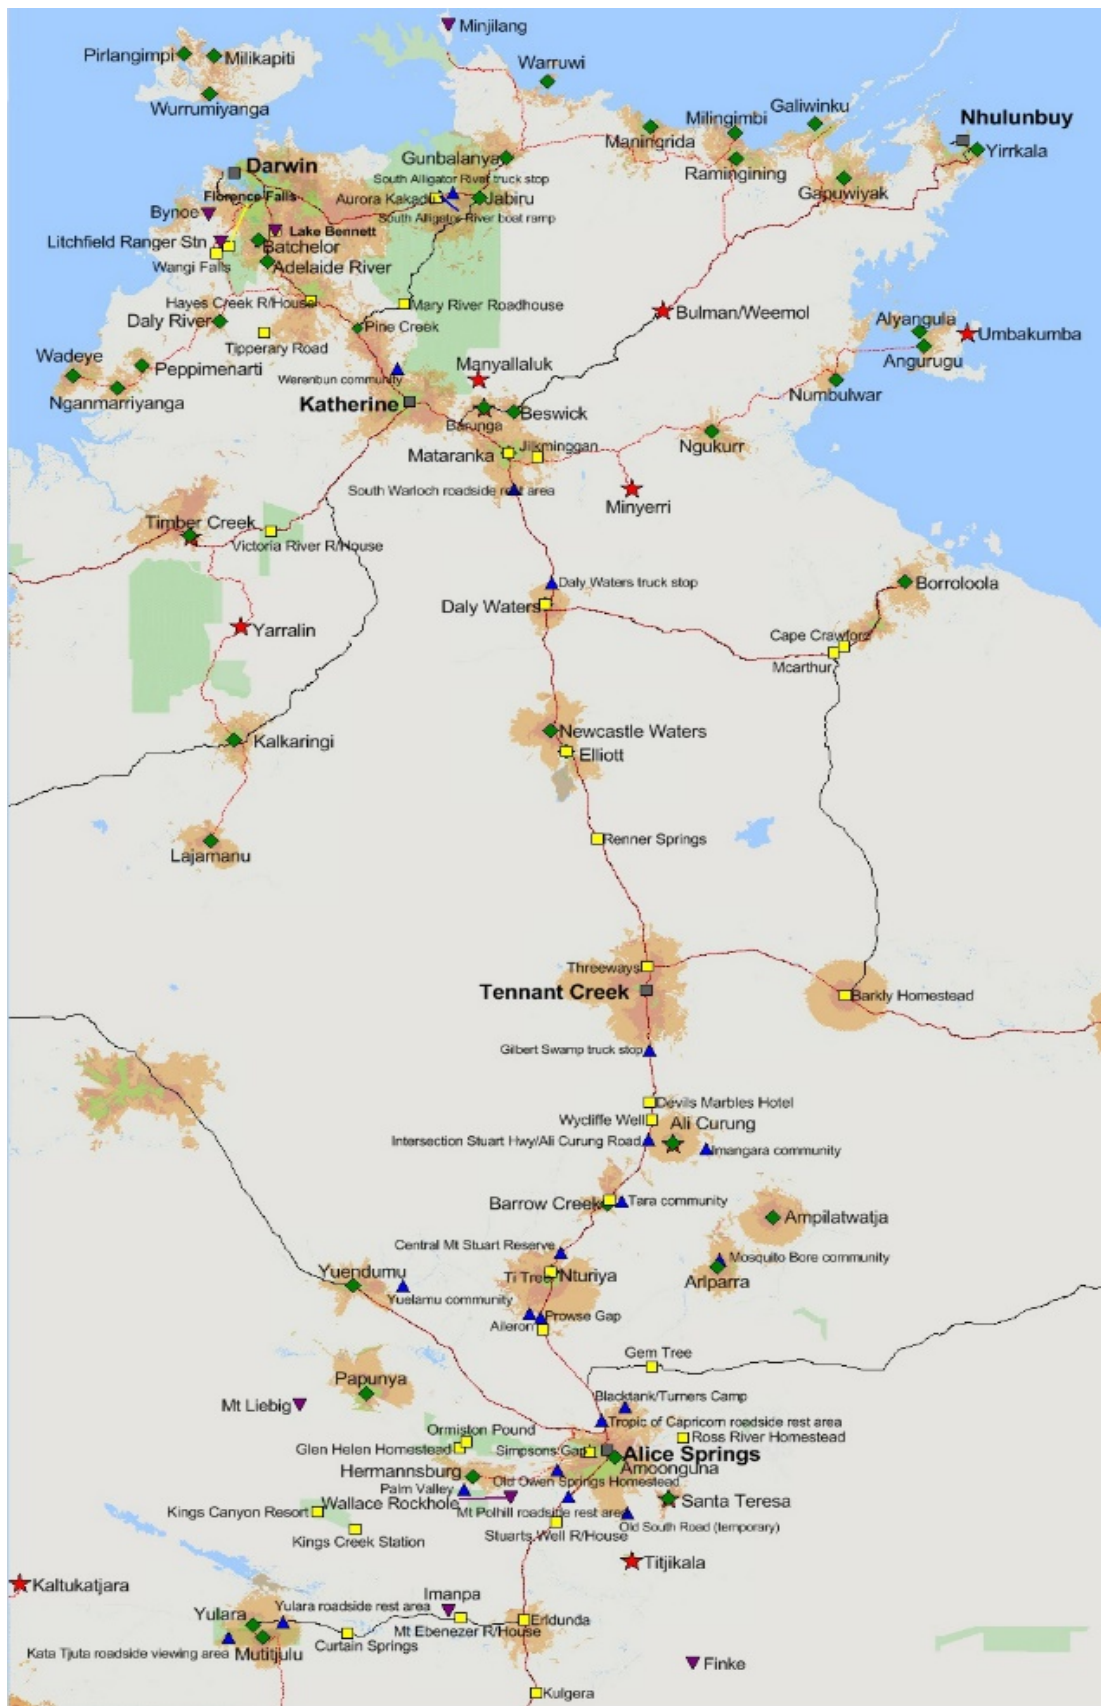 Minjilang
Pirlangimpi
Milikapiti
Warruwi
Wurrumiyanga
Galiwinku
Milingimbi
Nhulunbuy
Maningrida
Yirrkala
Gunbalanya
Darwin
Ramingining
Gapuwiyak
South Alligator River truck stop
Florence Falls
Aurora Kakadu
Jabiru
Bynoe
South Alligator River boat ramp
Lake Bennett
Litchfield Ranger Stn
Batchelor
Wangi Falls
Adelaide River
Hayes Creek R/House
Mary River Roadhouse
Bulman/Weemol
Daly River
Pine Creek
Alyangula
Umbakumba
Tipperary Road
Angurugu
Wadeye
Manyallaluk
Peppimenarti
Werenbun community
Nganmarriyanga
Numbulwar
Katherine
Beswick
Barunga
Jilkminggan
Mataranka
Ngukurr
South Warloch roadside rest area
Minyerri
Timber Creek
Victoria River R/House
Daly Waters truck stop
Borroloola
Daly Waters
Yarralin
Cape Crawford
Mcarthur
Newcastle Waters
Kalkaringi
Elliott
Renner Springs
Lajamanu
Threeways
Tennant Creek
Barkly Homestead
Gilbert Swamp truck stop
Devils Marbles Hotel
Wycliffe Well
Ali Curung
Intersection Stuart Hwy/Ali Curung Road
Imangara community
Barrow Creek
Tara community
Ampilatwatja
Central Mt Stuart Reserve
Mosquito Bore community
Yuendumu
Ti Tree
Nturiya
Arlparra
Yuelamu community
Prowse Gap
Aileron
Gem Tree
Papunya
Blacktank/Turners Camp
Mt Liebig
Tropic of Capricorn roadside rest area
Ormiston Pound
Ross River Homestead
Glen Helen Homestead
Simpsons Gap
Alice Springs
Hermannsburg
Amoonguna
Old Owen Springs Homestead
Palm Valley
Wallace Rockhole
Santa Teresa
Kings Canyon Resort
Mt Polhill roadside rest area
Old South Road (temporary)
Stuarts Well R/House
Kings Creek Station
Titjikala
Kaltukatjara
Imanpa
Yulara roadside rest area
Yulara
Erldunda
Mt Ebenezer R/House
Curtain Springs
Kata Tjuta roadside viewing area
Mutitjulu
Finke
Kulgera